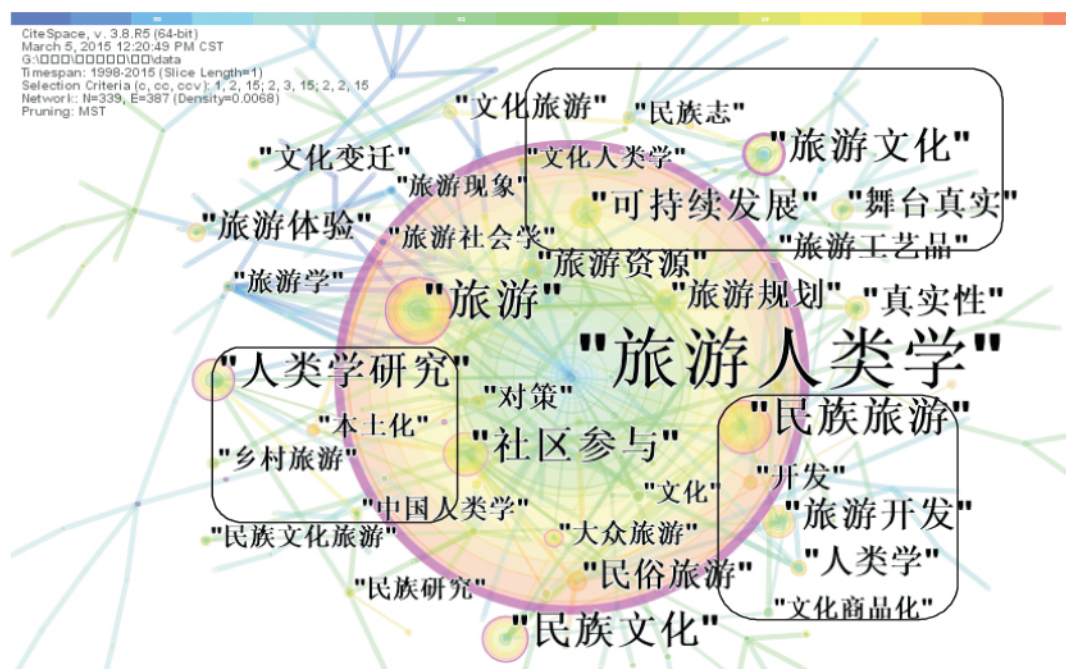 CiteSpace, v. 3.8.R5 (64-bit)
March 5, 2015 12:20:49 PM CST
G:\□□□\□□□□□\□□\data
Timespan: 1998-2015 (Slice Length=1)
Selection Criteria (c, cc, ccv): 1, 2, 15; 2, 3, 15; 2, 2, 15
Network: N=339, E=387 (Density=0.0068)
Pruning: MST
"文化旅游"
"民族志"
"旅游文化"
"文化变迁"
"文化人类学"
"旅游现象"
"可持续发展"
"舞台真实"
"旅游体验"
"旅游社会学"
"旅游工艺品"
"旅游资源"
"旅游学"
"旅游"
"旅游规划"
"真实性"
"旅游人类学"
"人类学研究"
"对策"
"民族旅游"
"本土化"
"社区参与"
"乡村旅游"
"开发"
"文化"
"中国人类学"
"旅游开发"
"民族文化旅游"
"大众旅游"
"人类学"
"民俗旅游"
"民族研究"
"文化商品化"
"民族文化"